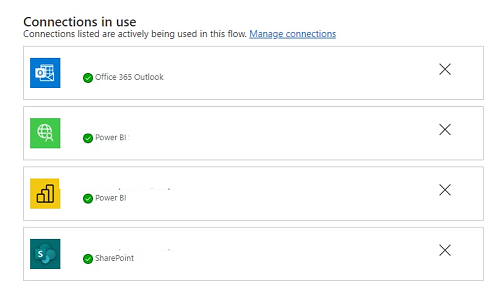 Connections in use
Connections listed are actively being used in this flow. Manage connections
Office 365 Outlook
Power BI
Power BI
SharePoint